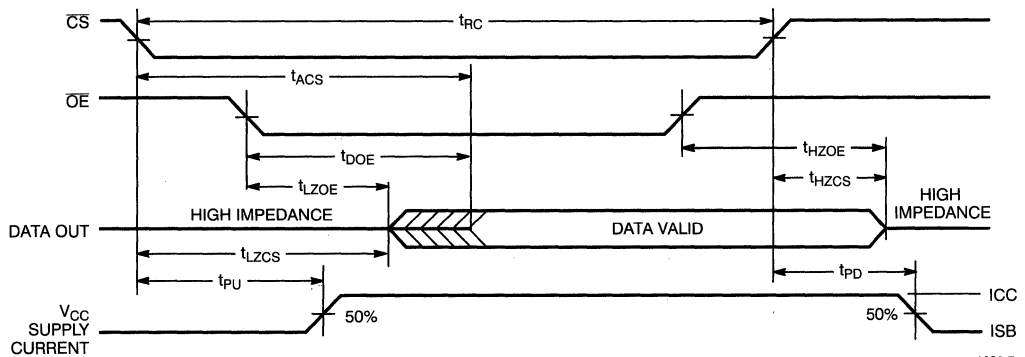 CS
tRC
tACS
OE
tDOE
tHZOE
tLZOE
tHZCS
HIGH IMPEDANCE
HIGH
IMPEDANCE
DATA OUT
DATA VALID
tLZCS
tPU
tPD
VCC
SUPPLY
CURRENT
50%
50%
ICC
ISB